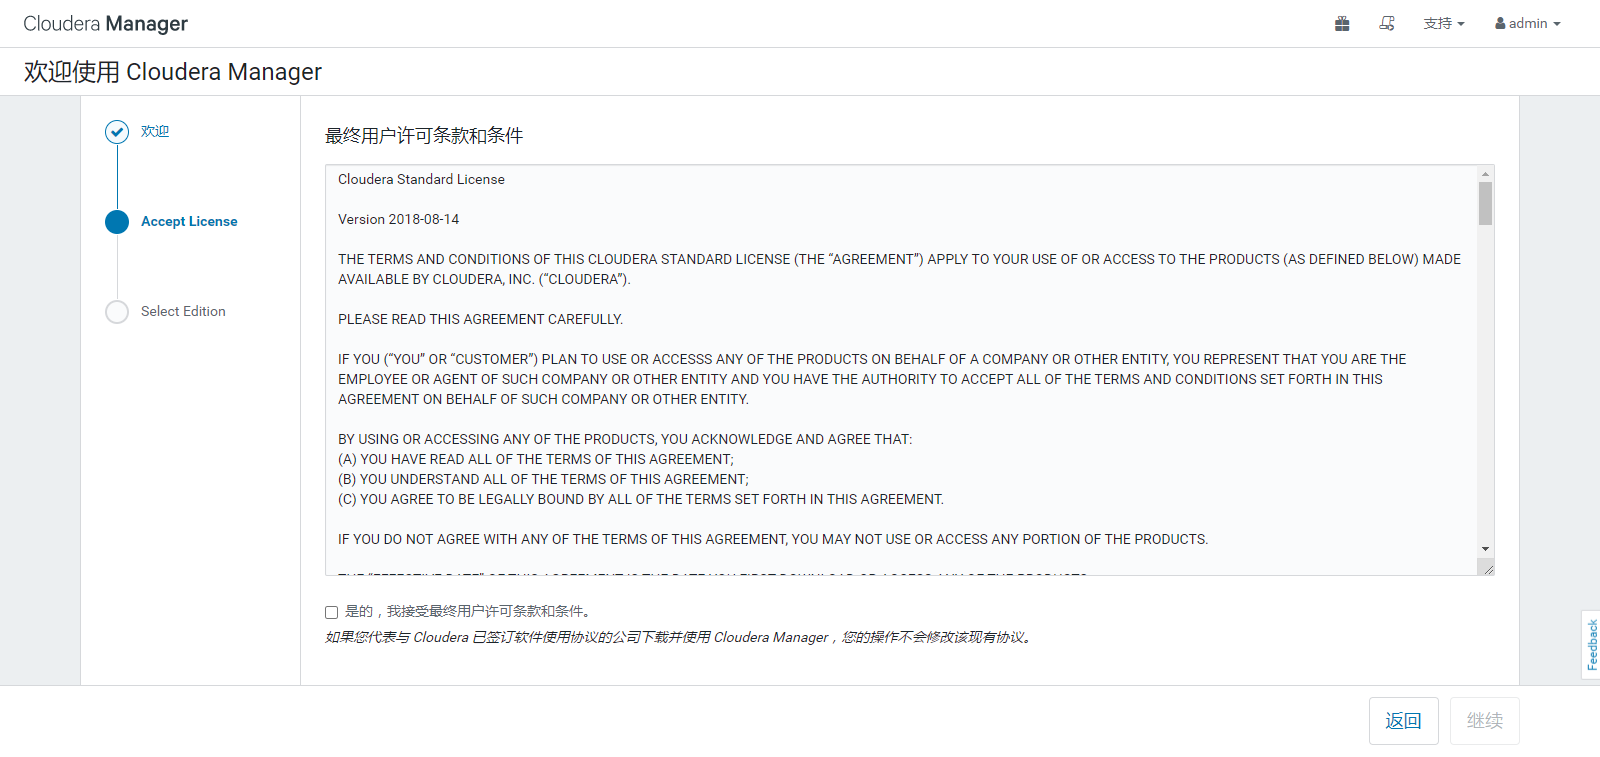 Cloudera Manager
支持
admin
欢迎使用 Cloudera Manager
欢迎
Accept License
Select Edition
最终用户许可条款和条件
Cloudera Standard License
Version 2018-08-14
THE TERMS AND CONDITIONS OF THIS CLOUDERA STANDARD LICENSE (THE “AGREEMENT”) APPLY TO YOUR USE OF OR ACCESS TO THE PRODUCTS (AS DEFINED BELOW) MADE
AVAILABLE BY CLOUDERA, INC. (“CLOUDERA”).
PLEASE READ THIS AGREEMENT CAREFULLY.
IF YOU (“YOU” OR “CUSTOMER”) PLAN TO USE OR ACCESSS ANY OF THE PRODUCTS ON BEHALF OF A COMPANY OR OTHER ENTITY, YOU REPRESENT THAT YOU ARE THE
EMPLOYEE OR AGENT OF SUCH COMPANY OR OTHER ENTITY AND YOU HAVE THE AUTHORITY TO ACCEPT ALL OF THE TERMS AND CONDITIONS SET FORTH IN THIS
AGREEMENT ON BEHALF OF SUCH COMPANY OR OTHER ENTITY.
BY USING OR ACCESSING ANY OF THE PRODUCTS, YOU ACKNOWLEDGE AND AGREE THAT:
(A) YOU HAVE READ ALL OF THE TERMS OF THIS AGREEMENT;
(B) YOU UNDERSTAND ALL OF THE TERMS OF THIS AGREEMENT;
(C) YOU AGREE TO BE LEGALLY BOUND BY ALL OF THE TERMS SET FORTH IN THIS AGREEMENT.
IF YOU DO NOT AGREE WITH ANY OF THE TERMS OF THIS AGREEMENT, YOU MAY NOT USE OR ACCESS ANY PORTION OF THE PRODUCTS.
是的，我接受最终用户许可条款和条件。
如果您代表与 Cloudera 已签订软件使用协议的公司下载并使用 Cloudera Manager，您的操作不会修改该现有协议。
Feedback
返回
继续